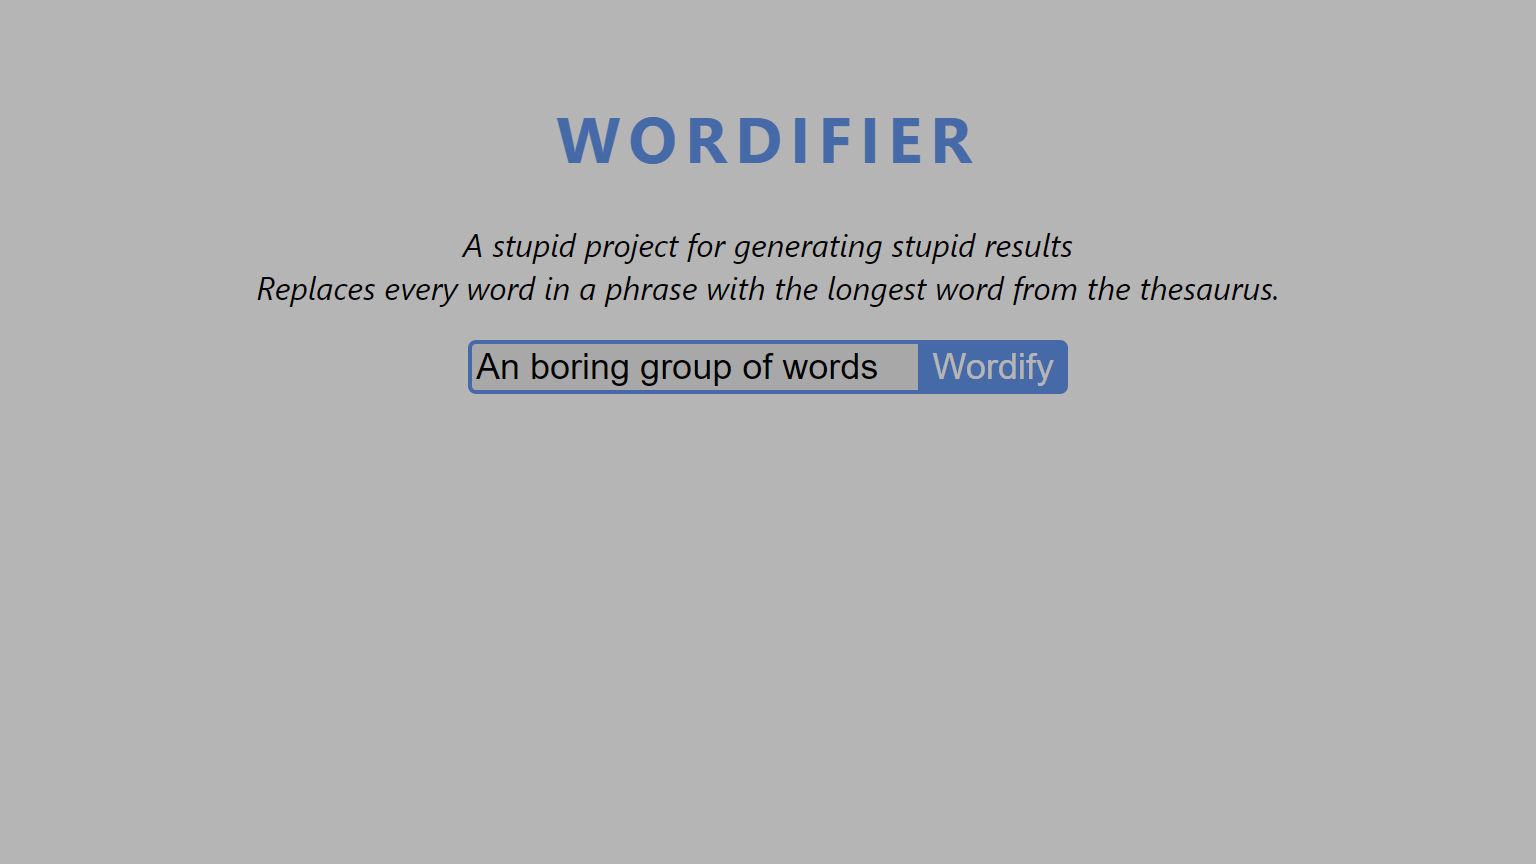 WORDIFIER
A stupid project for generating stupid results
Replaces every word in a phrase with the longest word from the thesaurus.
An boring group of words Wordify